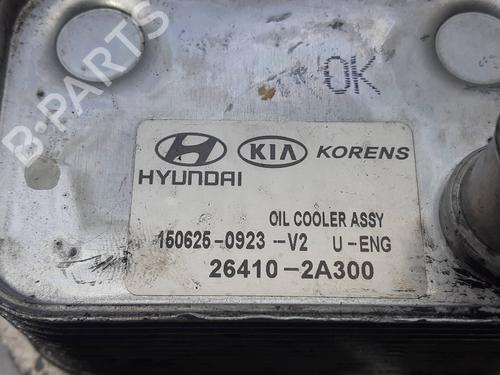 B-PARTS
OK
HYUNDAI KIA KORENS
OIL COOLER ASSY
150625-0923-V2 U-ENG
26410-2A300